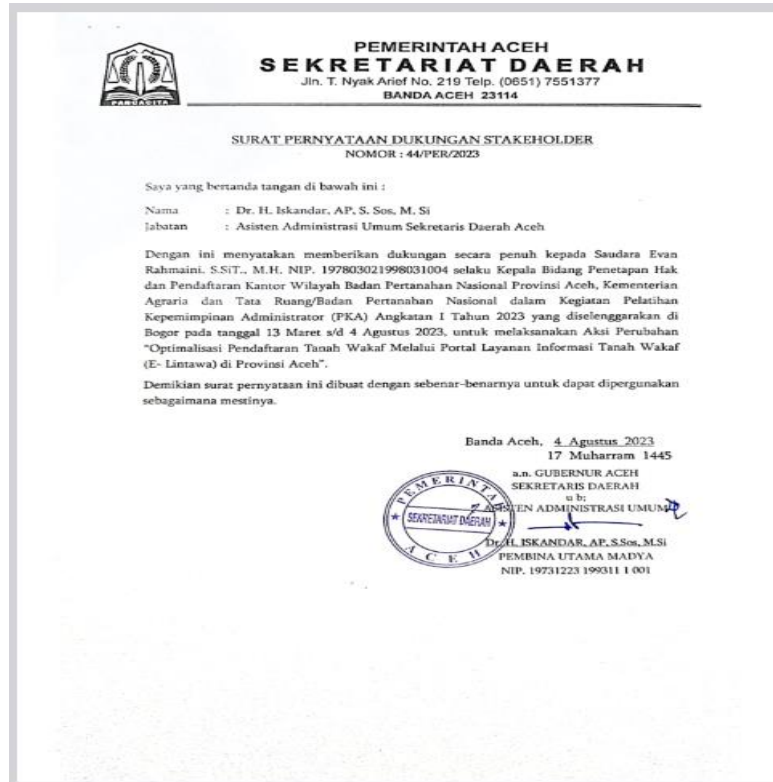 PANCACITA
PEMERINTAH ACEH
SEKRETARIAT DAERAH
Jln. T. Nyak Arief No. 219 Telp. (0651) 7551377
BANDA ACEH 23114
SURAT PERNYATAAN DUKUNGAN STAKEHOLDER
NOMOR : 44/PER/2023
Saya yang bertanda tangan di bawah ini :
Nama : Dr. H. Iskandar, AP, S. Sos, M. Si
Jabatan : Asisten Administrasi Umum Sekretaris Daerah Aceh
Dengan ini menyatakan memberikan dukungan secara penuh kepada Saudara Evan
Rahmaini. S.SiT., M.H. NIP. 197803021998031004 selaku Kepala Bidang Penetapan Hak
dan Pendaftaran Kantor Wilayah Badan Pertanahan Nasional Provinsi Aceh, Kementerian
Agraria dan Tata Ruang/Badan Pertanahan Nasional dalam Kegiatan Pelatihan
Kepemimpinan Administrator (PKA) Angkatan I Tahun 2023 yang diselenggarakan di
Bogor pada tanggal 13 Maret s/d 4 Agustus 2023, untuk melaksanakan Aksi Perubahan
"Optimalisasi Pendaftaran Tanah Wakaf Melalui Portal Layanan Informasi Tanah Wakaf
(E- Lintawa) di Provinsi Aceh".
Demikian surat pernyataan ini dibuat dengan sebenar-benarnya untuk dapat dipergunakan
sebagaimana mestinya.
Banda Aceh, 4 Agustus 2023
17 Muharram 1445
a.n. GUBERNUR ACEH
SEKRETARIS DAERAH
u b;
ASISTEN ADMINISTRASI UMUM
PEMERINTAH
SEKRETARIAT DAERAH
ACEH
Dr. H. ISKANDAR, AP, S.Sos, M.Si
PEMBINA UTAMA MADYA
NIP. 19731223 199311 1 001